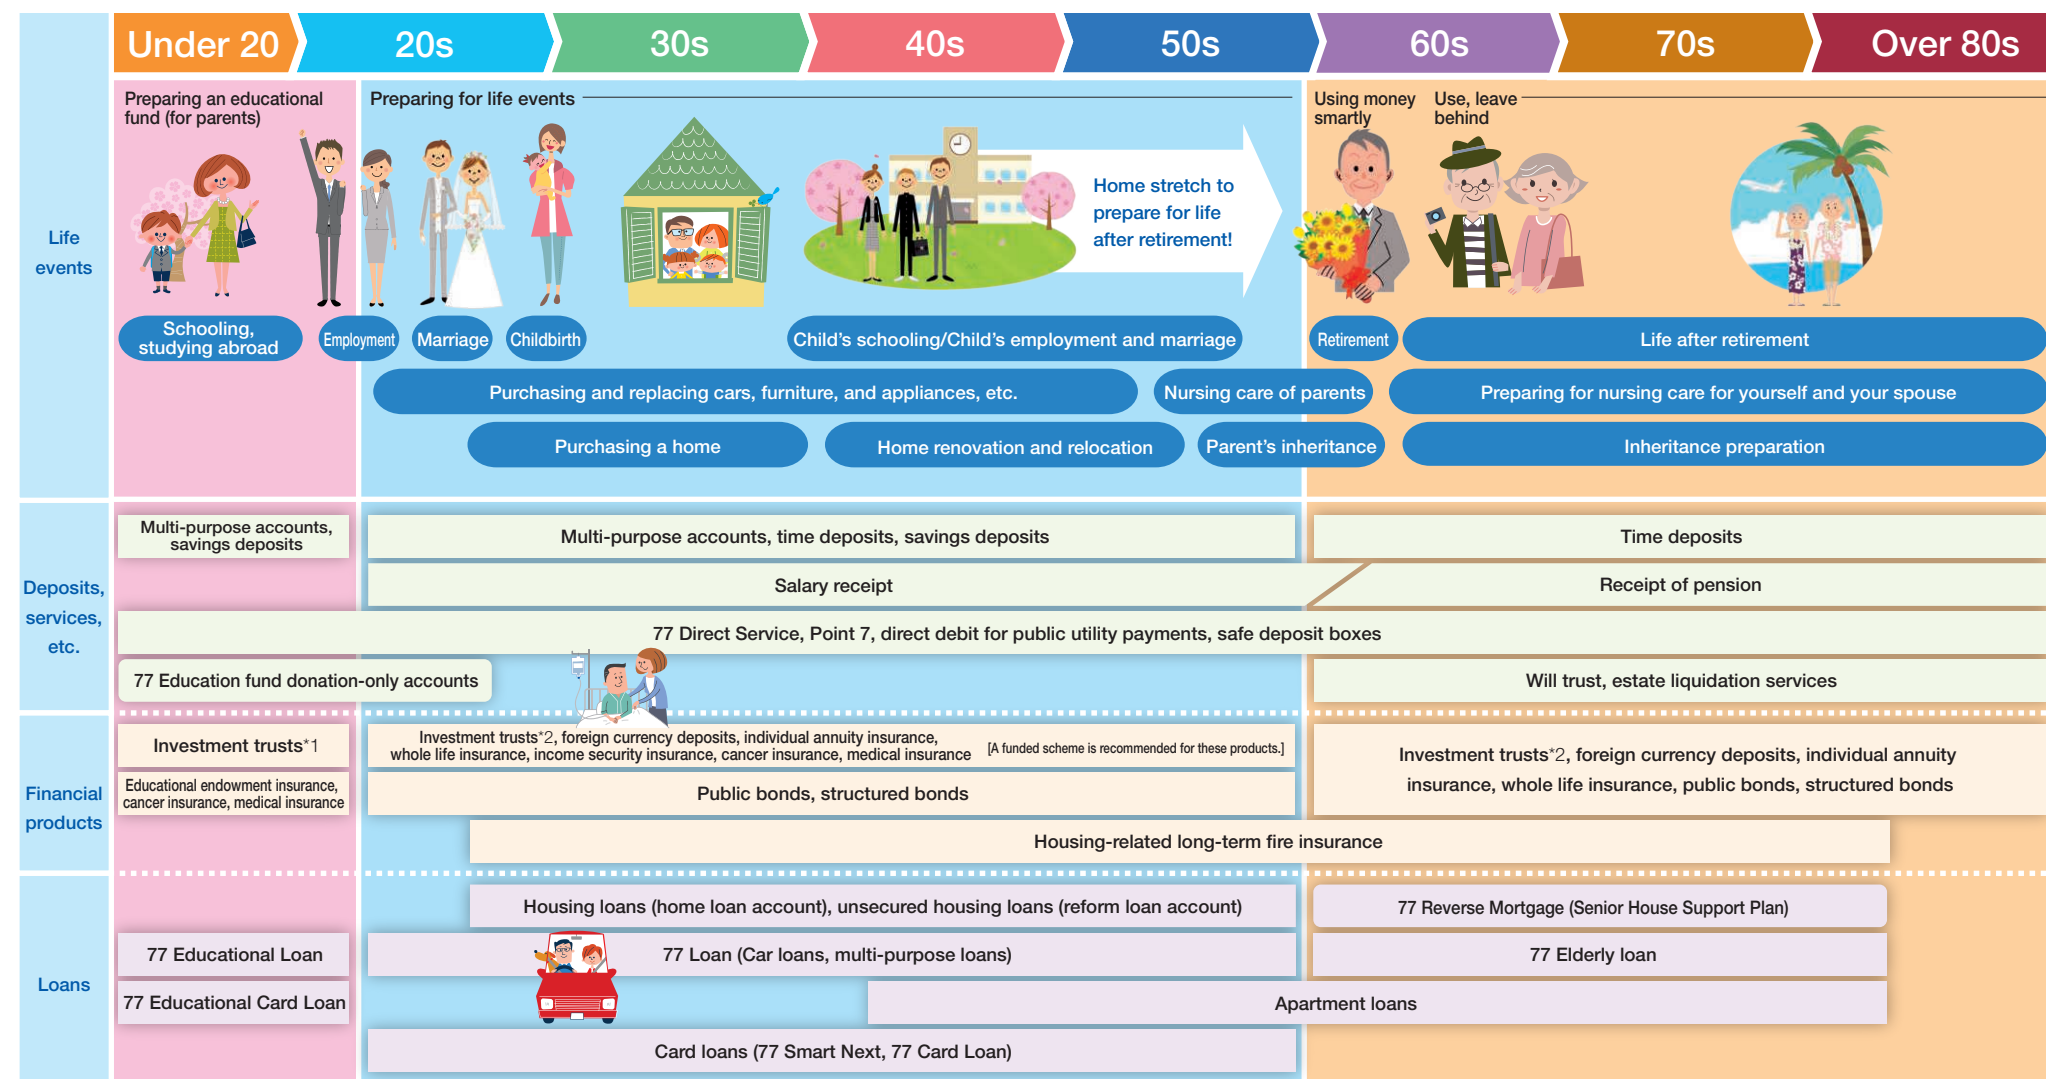 Under 20
20s
30s
40s
50s
60s
70s
Over 80s
Life
events
Preparing an educational
fund (for parents)
Preparing for life events
Using money
smartly
Use, leave
behind
Home stretch to
prepare for life
after retirement!
Schooling,
studying abroad
Employment
Marriage
Childbirth
Child's schooling/Child's employment and marriage
Retirement
Life after retirement
Purchasing and replacing cars, furniture, and appliances, etc.
Nursing care of parents
Preparing for nursing care for yourself and your spouse
Purchasing a home
Home renovation and relocation
Parent's inheritance
Inheritance preparation
Deposits,
services,
etc.
Multi-purpose accounts,
savings deposits
Multi-purpose accounts, time deposits, savings deposits
Time deposits
Salary receipt
Receipt of pension
77 Direct Service, Point 7, direct debit for public utility payments, safe deposit boxes
77 Education fund donation-only accounts
Will trust, estate liquidation services
Financial
products
Investment trusts*1
Investment trusts*2, foreign currency deposits, individual annuity insurance,
whole life insurance, income security insurance, cancer insurance, medical insurance
[A funded scheme is recommended for these products.]
Investment trusts*2, foreign currency deposits, individual annuity
insurance, whole life insurance, public bonds, structured bonds
Educational endowment insurance,
cancer insurance, medical insurance
Public bonds, structured bonds
Housing-related long-term fire insurance
Loans
Housing loans (home loan account), unsecured housing loans (reform loan account)
77 Reverse Mortgage (Senior House Support Plan)
77 Educational Loan
77 Loan (Car loans, multi-purpose loans)
77 Elderly loan
77 Educational Card Loan
Apartment loans
Card loans (77 Smart Next, 77 Card Loan)